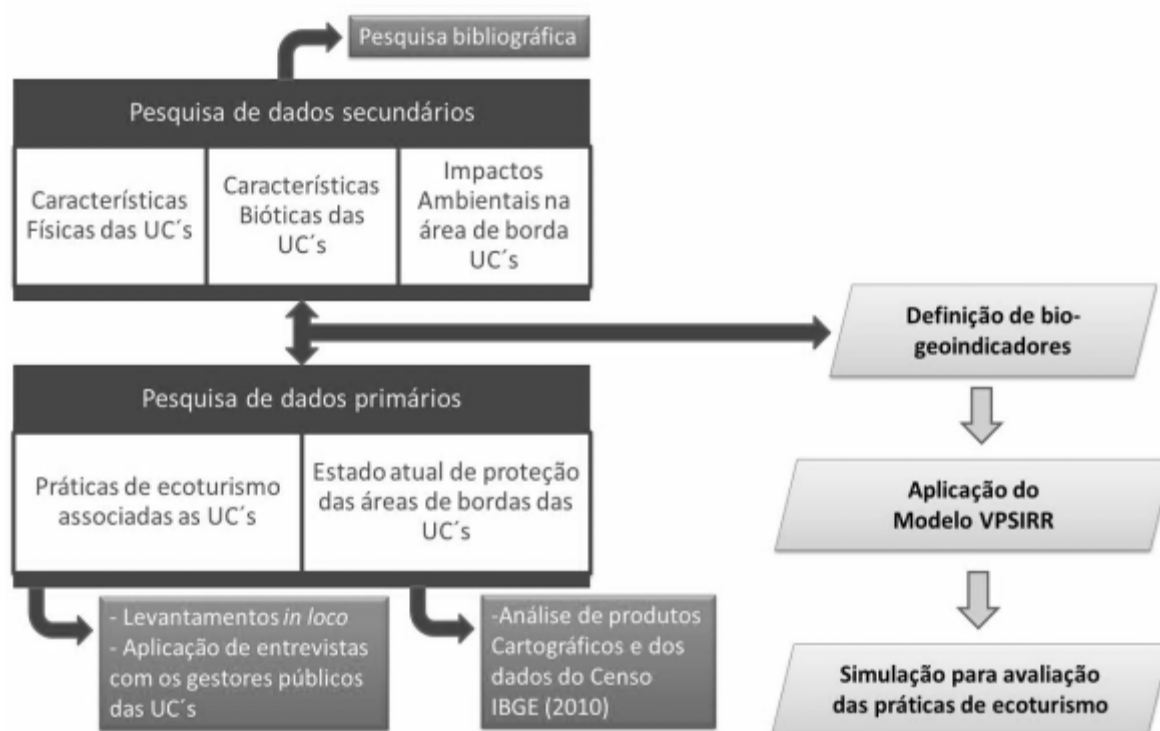 Pesquisa bibliográfica
Pesquisa de dados secundários
Características
Físicas das UC´s
Características
Bióticas das
UC´s
Impactos
Ambientais na
área de borda
UC´s
Definição de bio-
geoindicadores
Pesquisa de dados primários
Práticas de ecoturismo
associadas as UC´s
Estado atual de proteção
das áreas de bordas das
UC´s
Aplicação do
Modelo VPSIRR
- Levantamentos in loco
- Aplicação de entrevistas
com os gestores públicos
das UC´s
-Análise de produtos
Cartográficos e dos
dados do Censo
IBGE (2010)
Simulação para avaliação
das práticas de ecoturismo